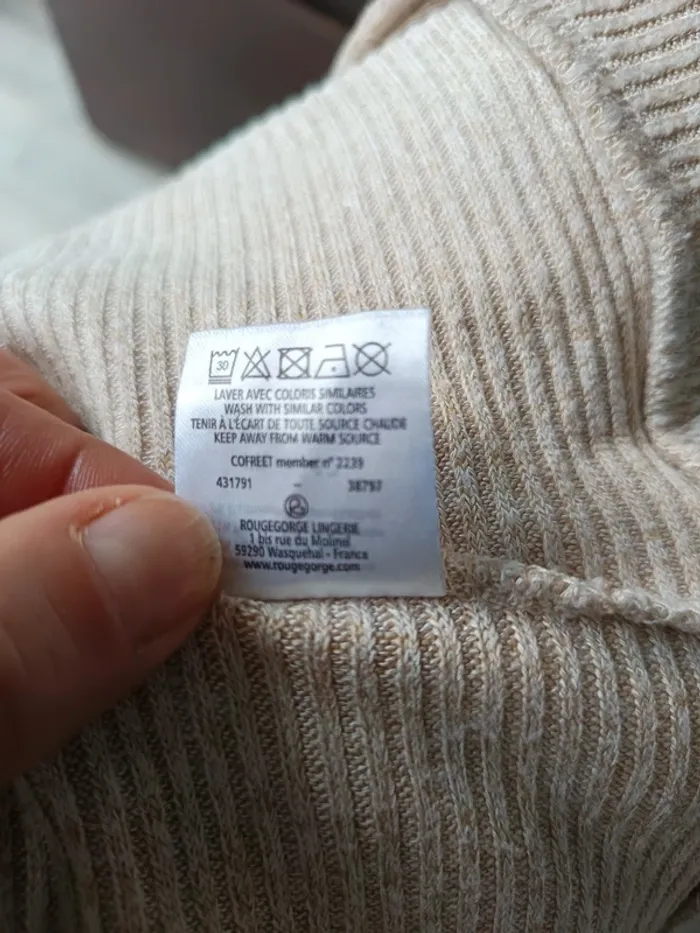 30
LAVER AVEC COLORIS SIMILAIRES
WASH WITH SIMILAR COLORS
TENIR À L'ÉCART DE TOUTE SOURCE CHAUDE
KEEP AWAY FROM WARM SOURCE
COFREET member n° 2239
431791 - 38797
ROUGEGORGE LINGERIE
1 bis rue du Molinel
59290 Wasquehal - France
www.rougegorge.com